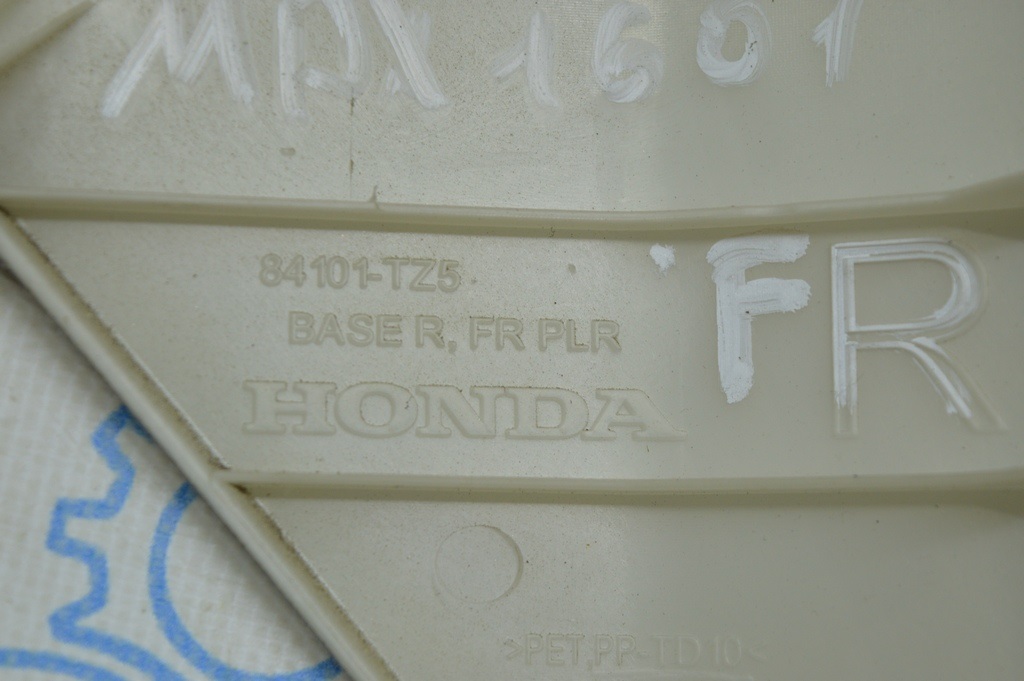 MDX 1601
84101-TZ5
BASE R, FR PLR
FR
HONDA
>PET,PP-TD10<